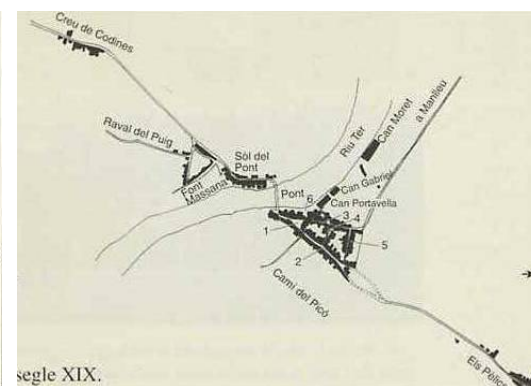 Creu de Codines
Raval del Puig
Font
Massana
Sòl del
Pont
Pont
Riu Ter
Can Moret
a Manlleu
Can Gabriel
Can Portavella
6
3
4
1
5
2
Camí del Picó
Els Pèlics
segle XIX.